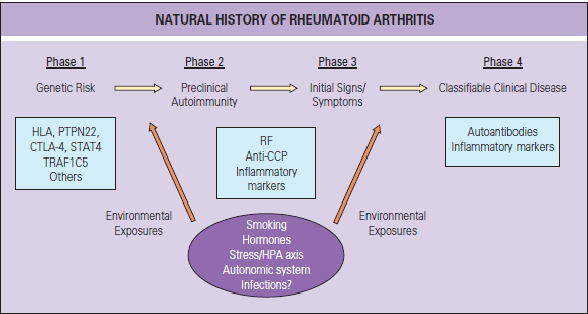 NATURAL HISTORY OF RHEUMATOID ARTHRITIS
Phase 1
Phase 2
Phase 3
Phase 4
Genetic Risk
Preclinical
Autoimmunity
Initial Signs/
Symptoms
Classifiable Clinical Disease
HLA, PTPN22,
CTLA-4, STAT4
TRAF1C5
Others
RF
Anti-CCP
Inflammatory
markers
Autoantibodies
Inflammatory markers
Environmental
Exposures
Smoking
Hormones
Stress/HPA axis
Autonomic system
Infections?
Environmental
Exposures